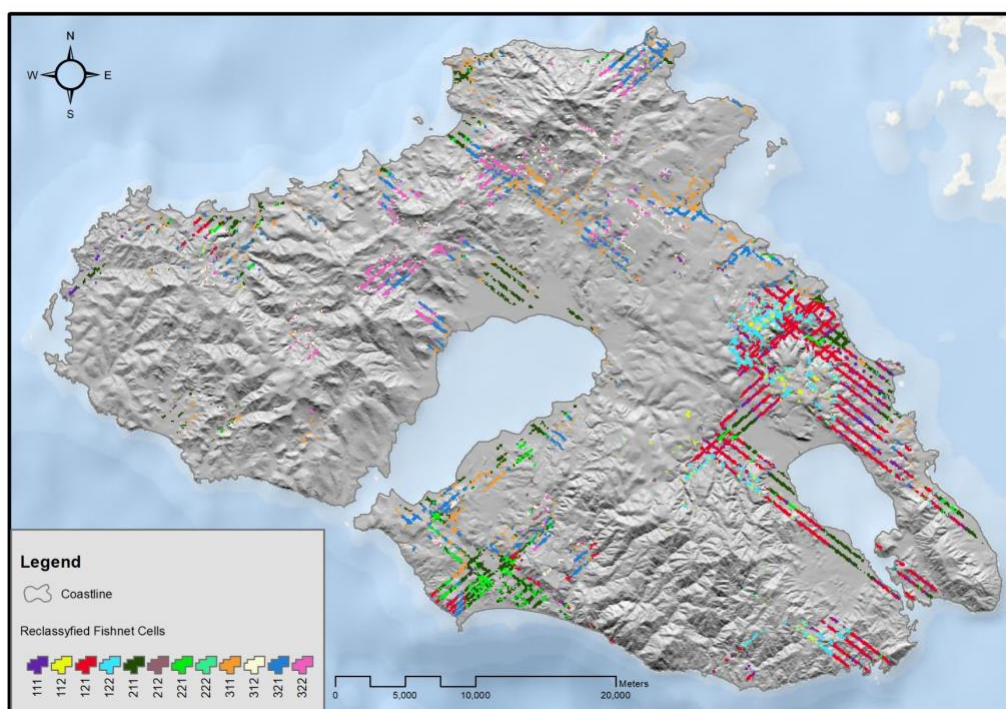 N
W E
S
Legend
Coastline
Reclassyfied Fishnet Cells
111 112 121 122 211 212 221 222 311 312 321 322
Meters
0 5,000 10,000 20,000